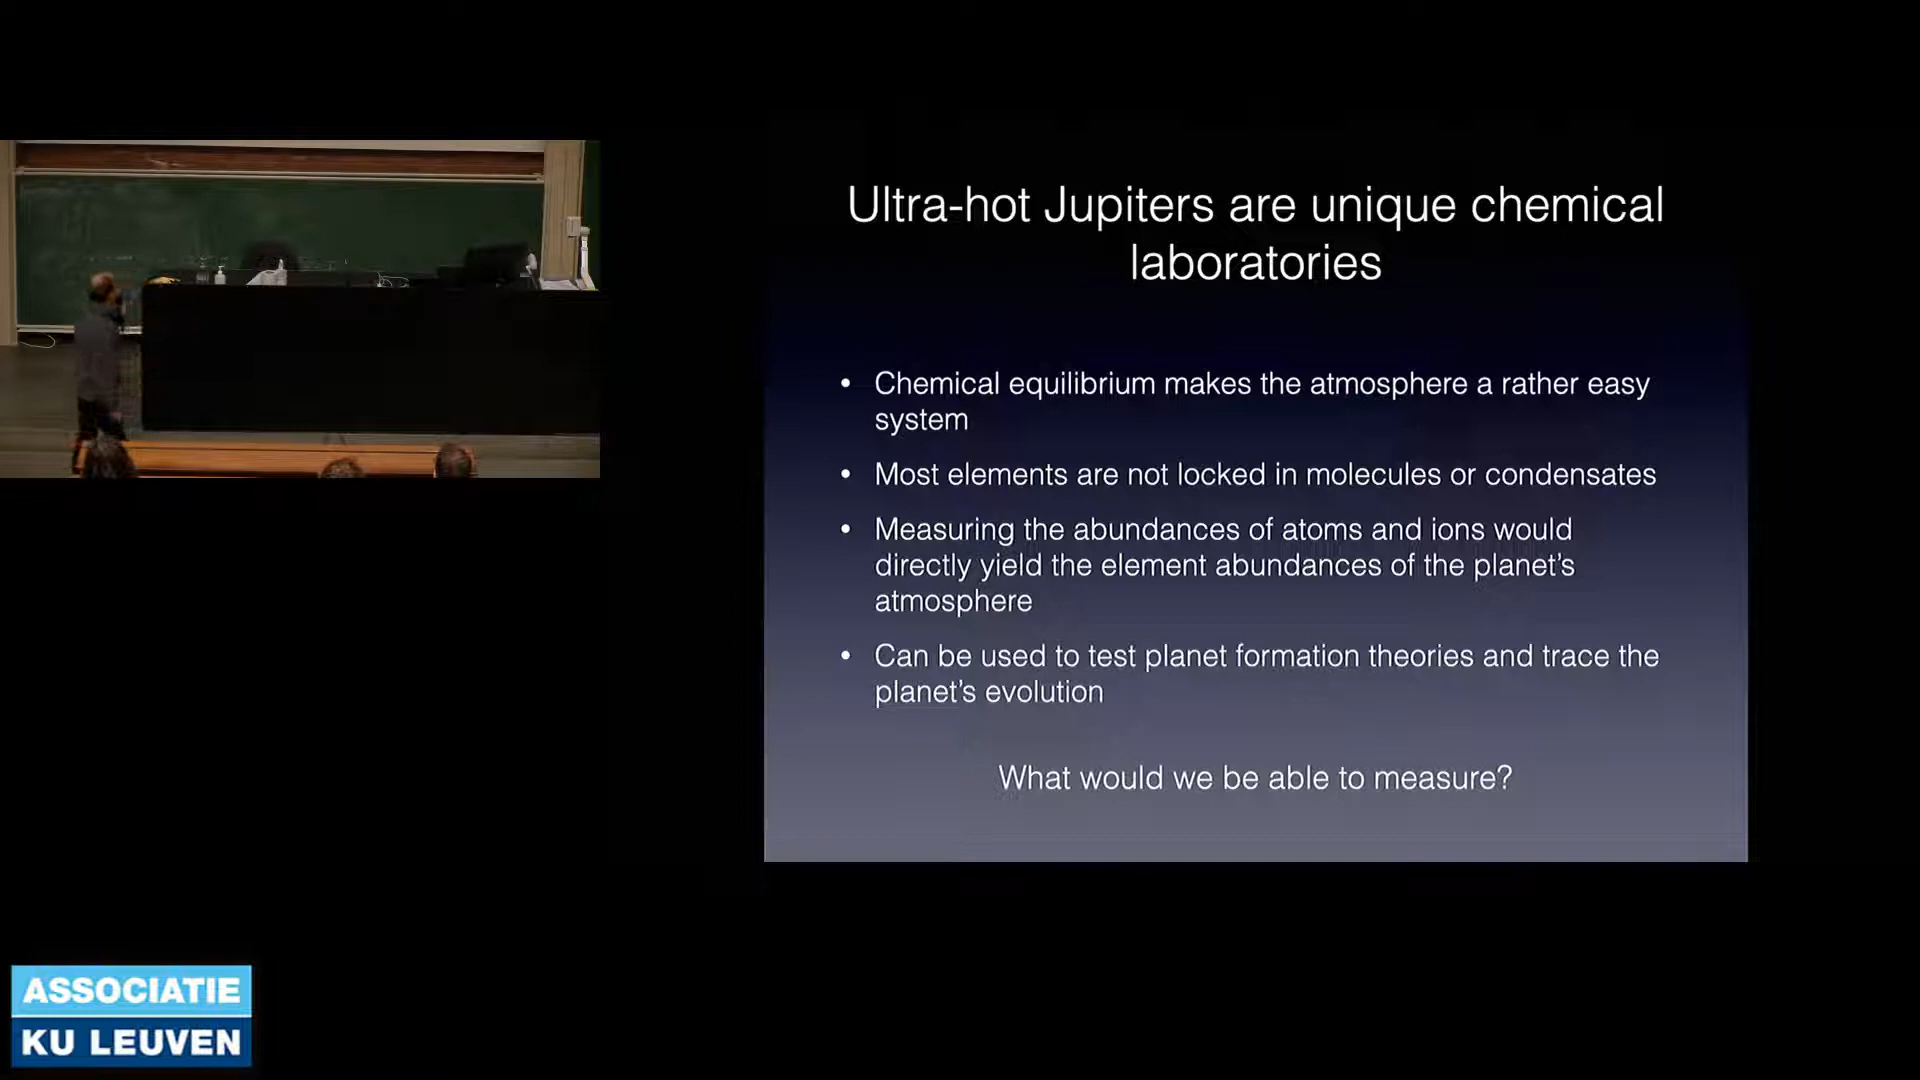 Ultra-hot Jupiters are unique chemical
laboratories
• Chemical equilibrium makes the atmosphere a rather easy
system
• Most elements are not locked in molecules or condensates
• Measuring the abundances of atoms and ions would
directly yield the element abundances of the planet's
atmosphere
• Can be used to test planet formation theories and trace the
planet's evolution
What would we be able to measure?
ASSOCIATIE
KU LEUVEN